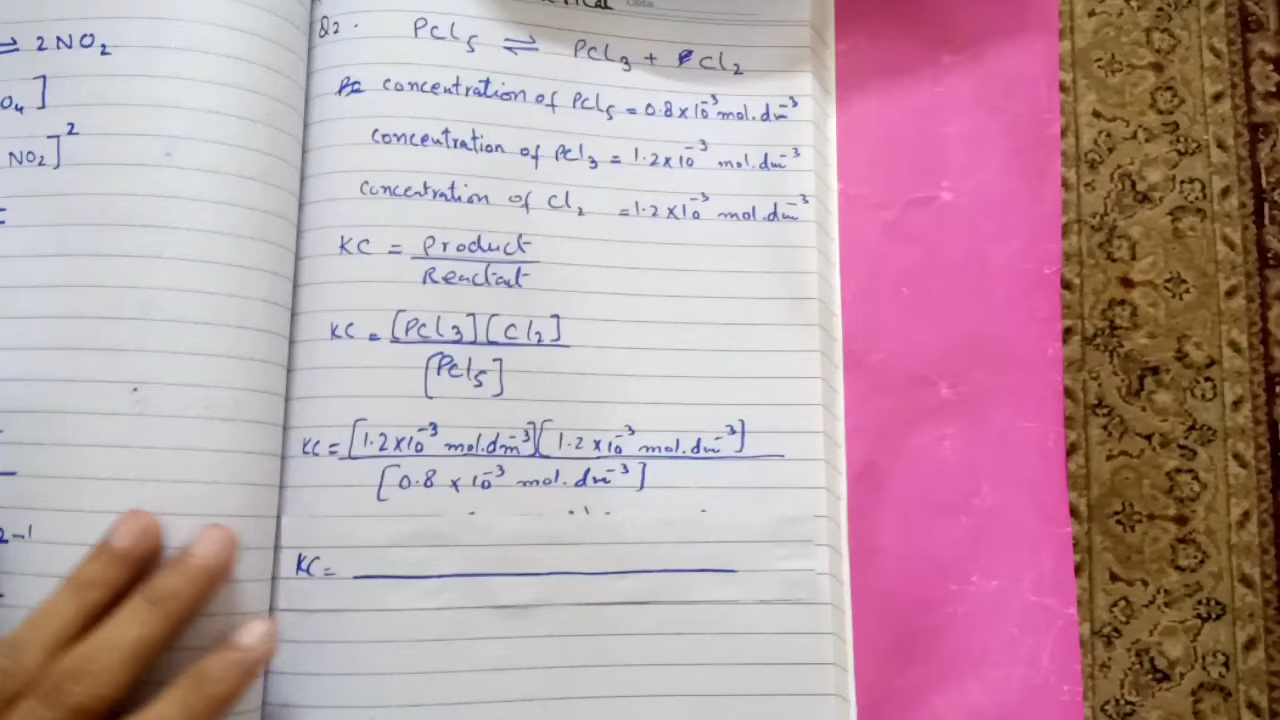 ⇌ 2NO₂
O₄]
NO₂]²
2-1
Q2. PCl₅ ⇌ PCl₃ + Cl₂
concentration of PCl₅ = 0.8×10⁻³ mol.dm⁻³
concentration of PCl₃ = 1.2×10⁻³ mol.dm⁻³
concentration of Cl₂ = 1.2×10⁻³ mol.dm⁻³
KC = Product
Reactat
KC = [PCl₃][Cl₂]
[PCl₅]
KC = [1.2×10⁻³ mol.dm⁻³][1.2×10⁻³ mol.dm⁻³]
[0.8×10⁻³ mol.dm⁻³]
KC =